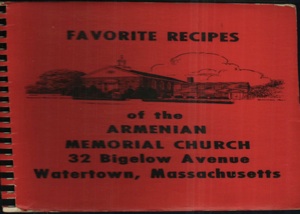 FAVORITE RECIPES
of the
ARMENIAN
MEMORIAL CHURCH
32 Bigelow Avenue
Watertown, Massachusetts